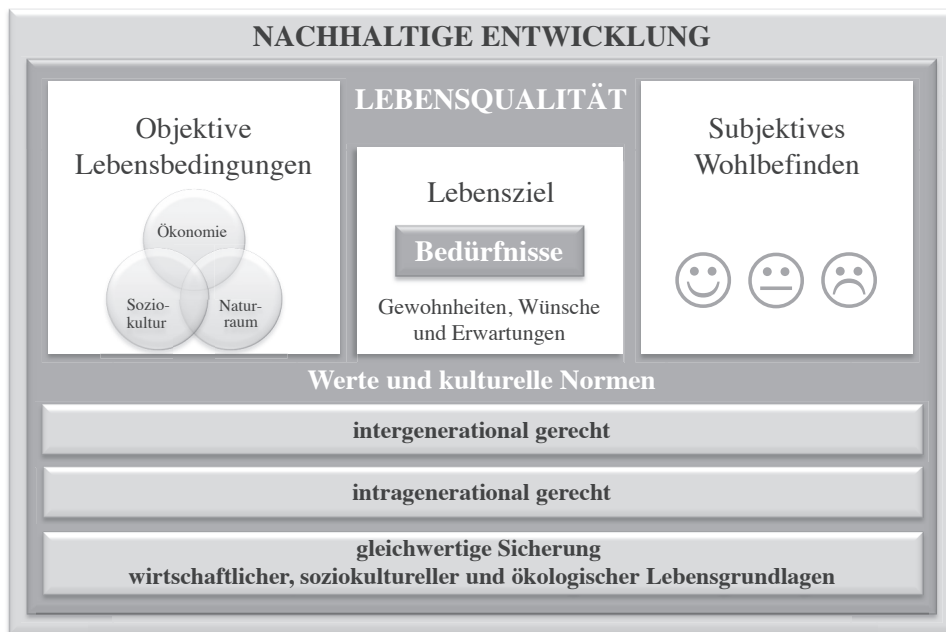 NACHHALTIGE ENTWICKLUNG
LEBENSQUALITÄT
Objektive
Lebensbedingungen
Ökonomie
Sozio-
kultur
Natur-
raum
Lebensziel
Bedürfnisse
Gewohnheiten, Wünsche
und Erwartungen
Subjektives
Wohlbefinden
Werte und kulturelle Normen
intergenerational gerecht
intragenerational gerecht
gleichwertige Sicherung
wirtschaftlicher, soziokultureller und ökologischer Lebensgrundlagen